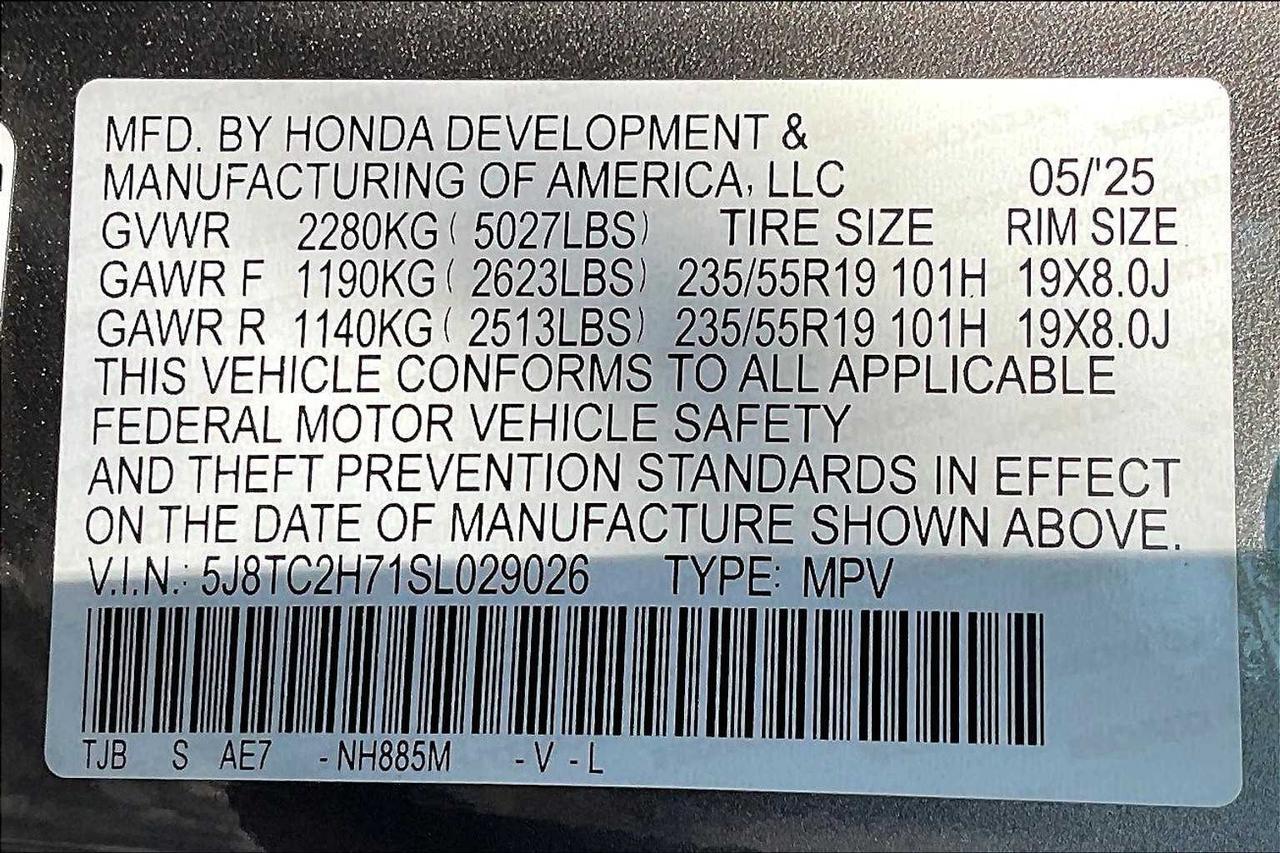 MFD. BY HONDA DEVELOPMENT &
MANUFACTURING OF AMERICA, LLC 05/'25
GVWR 2280KG ( 5027LBS) TIRE SIZE RIM SIZE
GAWR F 1190KG ( 2623LBS) 235/55R19 101H 19X8.0J
GAWR R 1140KG ( 2513LBS) 235/55R19 101H 19X8.0J
THIS VEHICLE CONFORMS TO ALL APPLICABLE
FEDERAL MOTOR VEHICLE SAFETY
AND THEFT PREVENTION STANDARDS IN EFFECT
ON THE DATE OF MANUFACTURE SHOWN ABOVE.
V.I.N.: 5J8TC2H71SL029026 TYPE: MPV
TJB S AE7 -NH885M -V-L